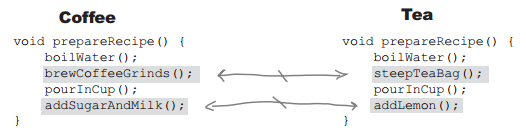 Coffee
void prepareRecipe() {
boilWater();
brewCoffeeGrinds();
pourInCup();
addSugarAndMilk();
}
Tea
void prepareRecipe() {
boilWater();
steepTeaBag();
pourInCup();
addLemon();
}